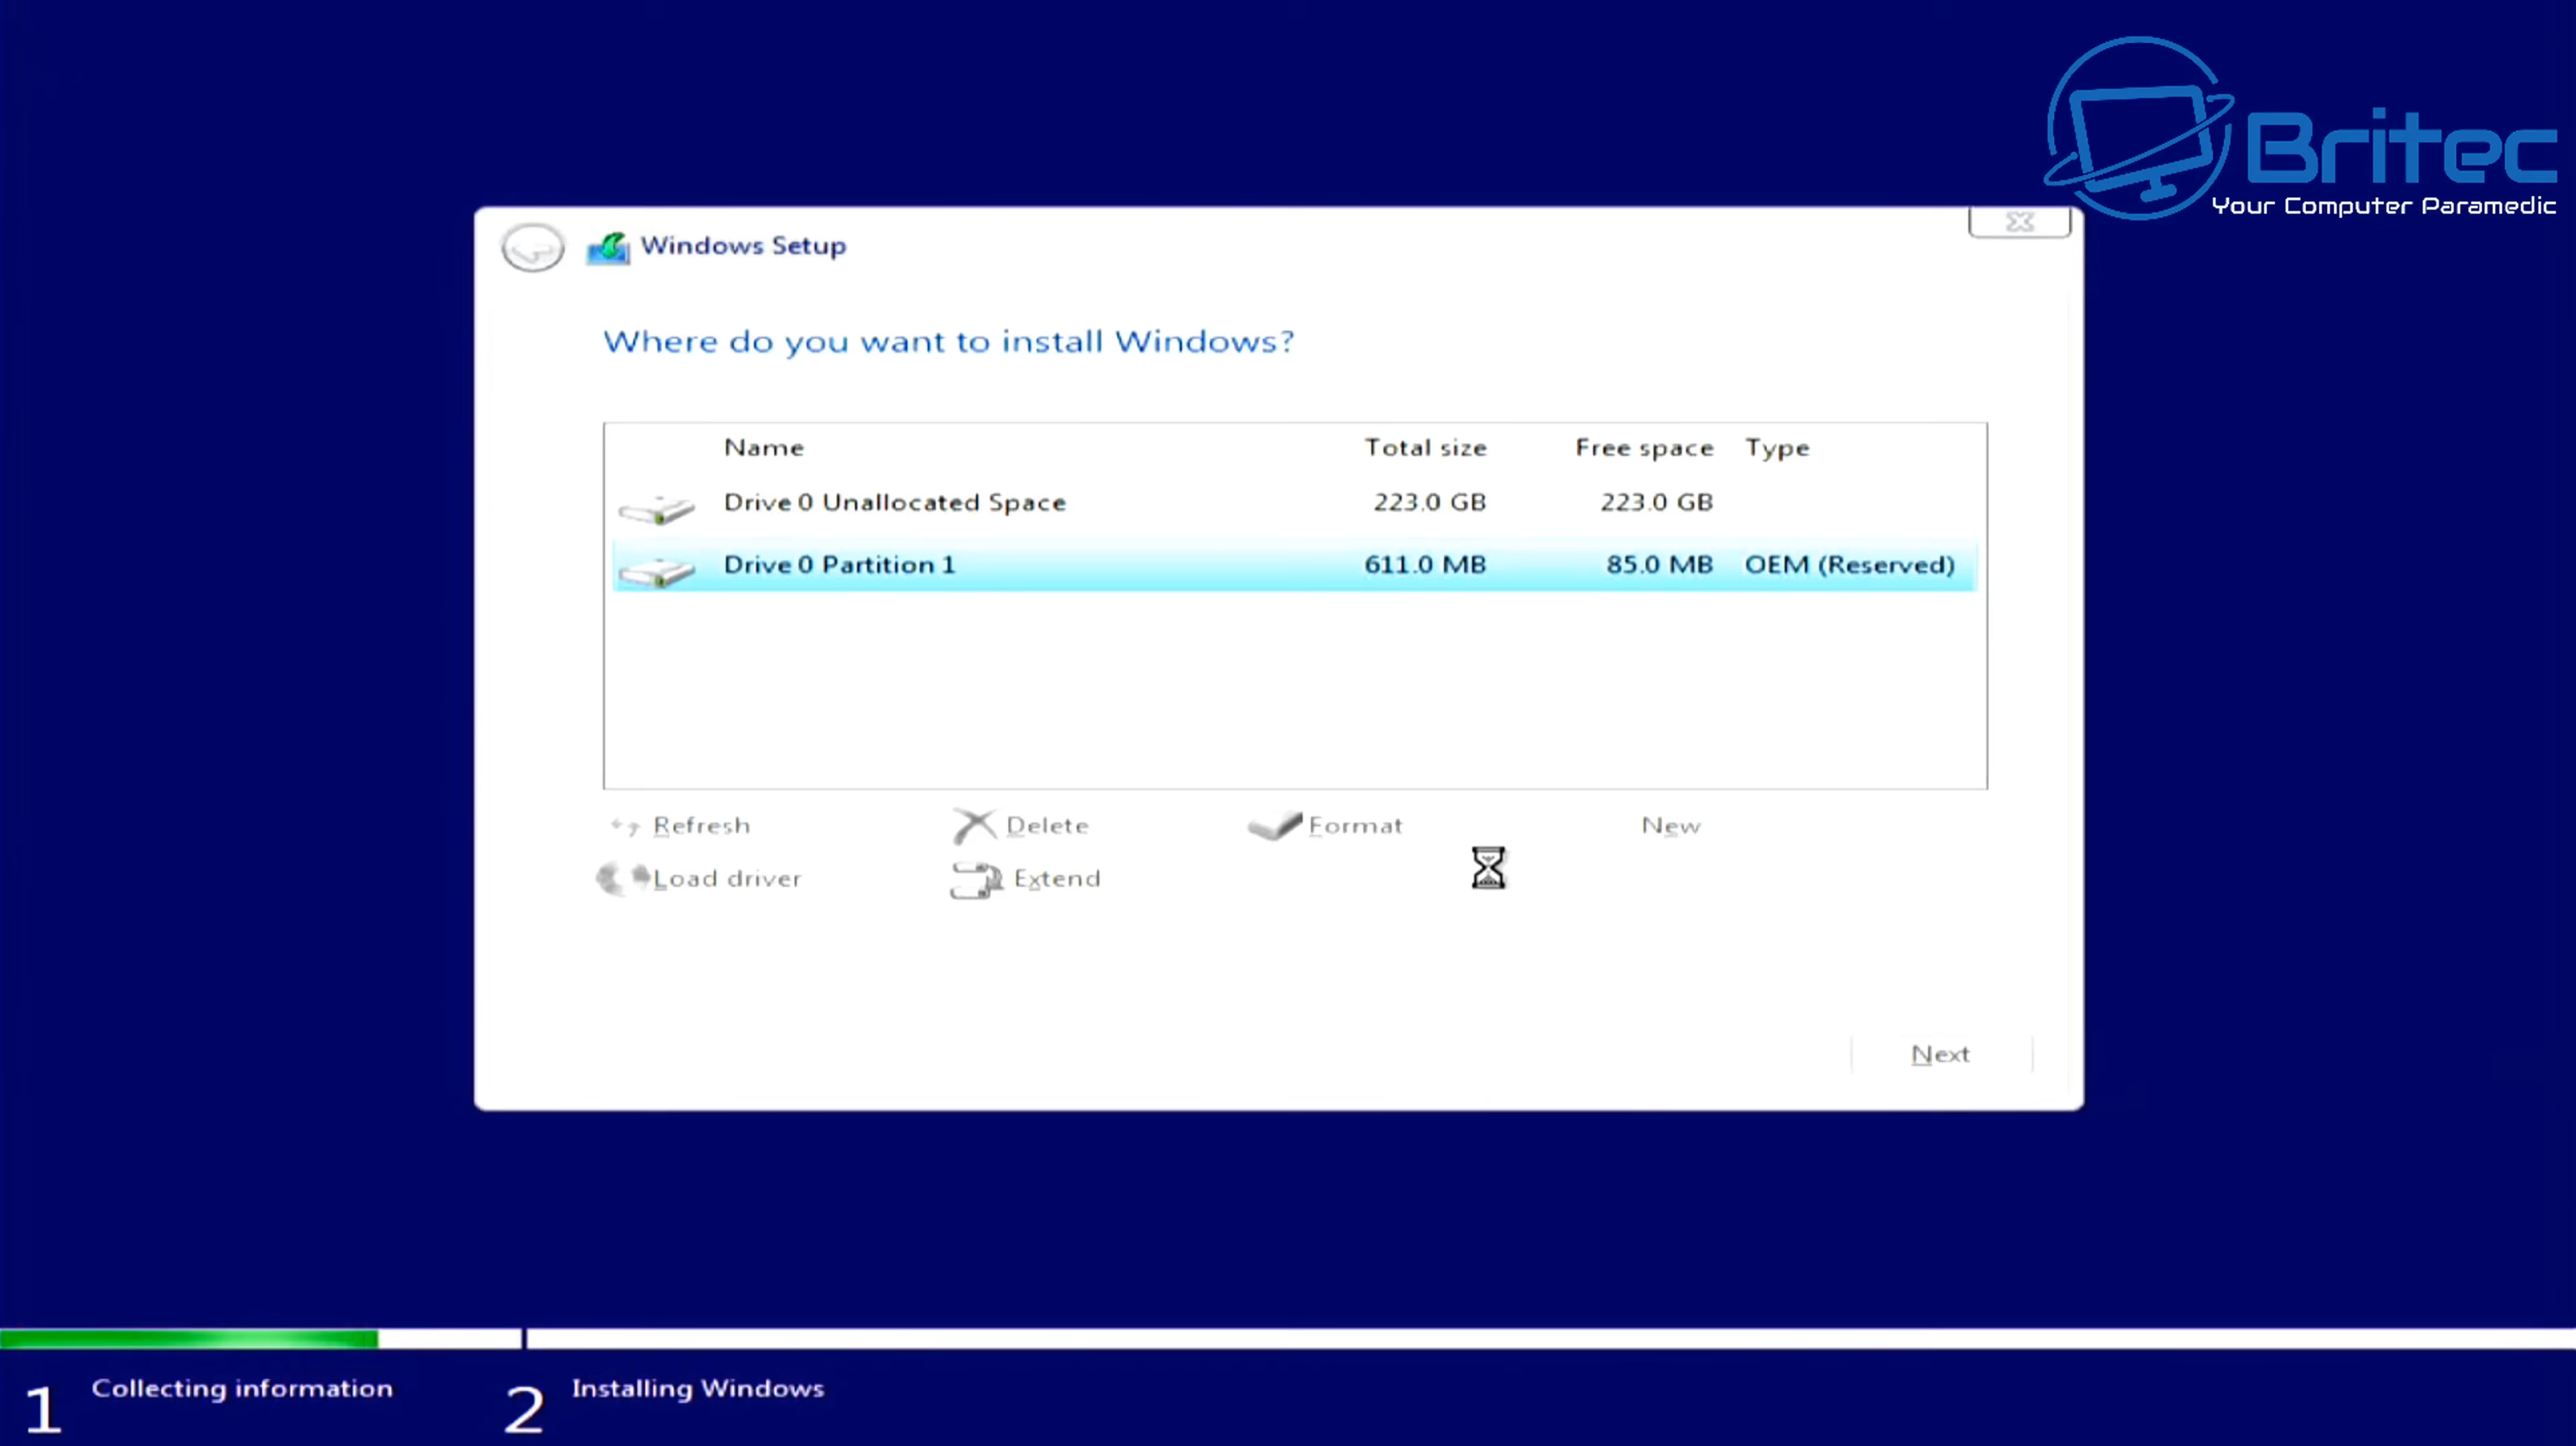 Britec
Your Computer Paramedic
Windows Setup
Where do you want to install Windows?
Name Total size Free space Type
Drive 0 Unallocated Space 223.0 GB 223.0 GB
Drive 0 Partition 1 611.0 MB 85.0 MB OEM (Reserved)
Refresh Delete Format New
Load driver Extend
Next
1 Collecting information 2 Installing Windows